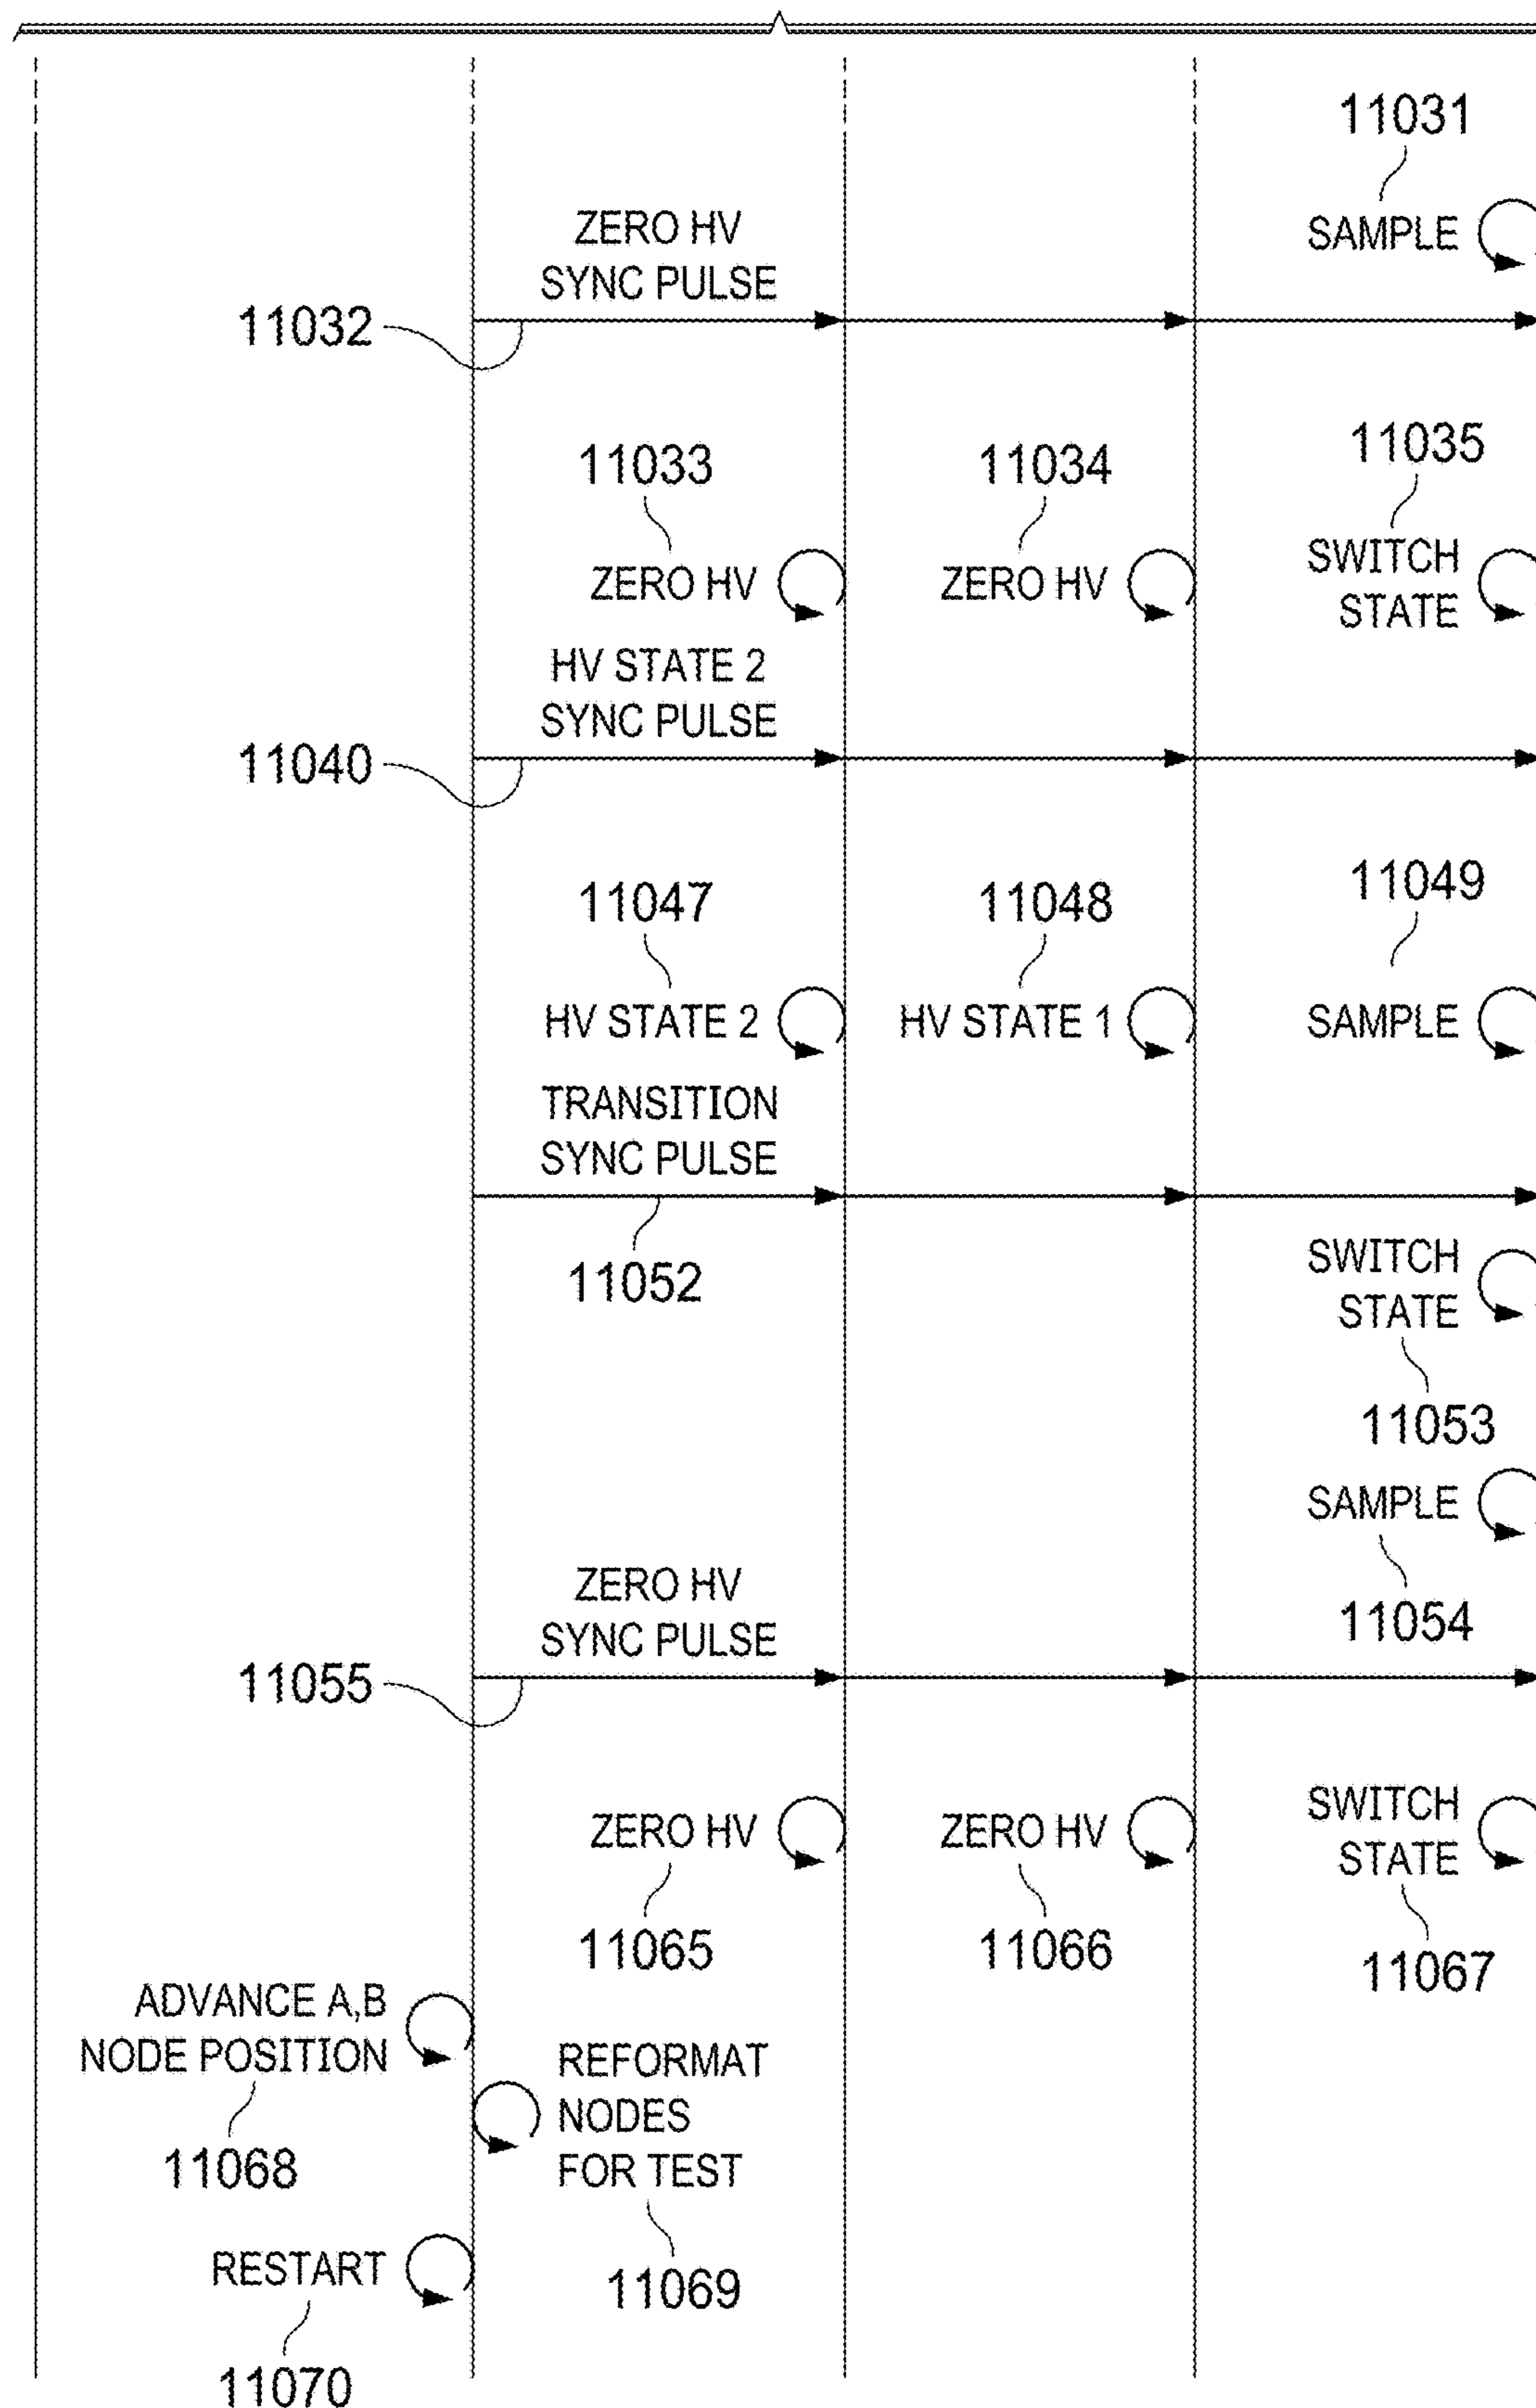 11031
SAMPLE
ZERO HV
SYNC PULSE
11032
11033
11034
11035
ZERO HV
ZERO HV
SWITCH
STATE
HV STATE 2
SYNC PULSE
11040
11047
11048
11049
HV STATE 2
HV STATE 1
SAMPLE
TRANSITION
SYNC PULSE
11052
SWITCH
STATE
11053
SAMPLE
11054
ZERO HV
SYNC PULSE
11055
ZERO HV
ZERO HV
SWITCH
STATE
11065
11066
11067
ADVANCE A,B
NODE POSITION
11068
REFORMAT
NODES
FOR TEST
11069
RESTART
11070